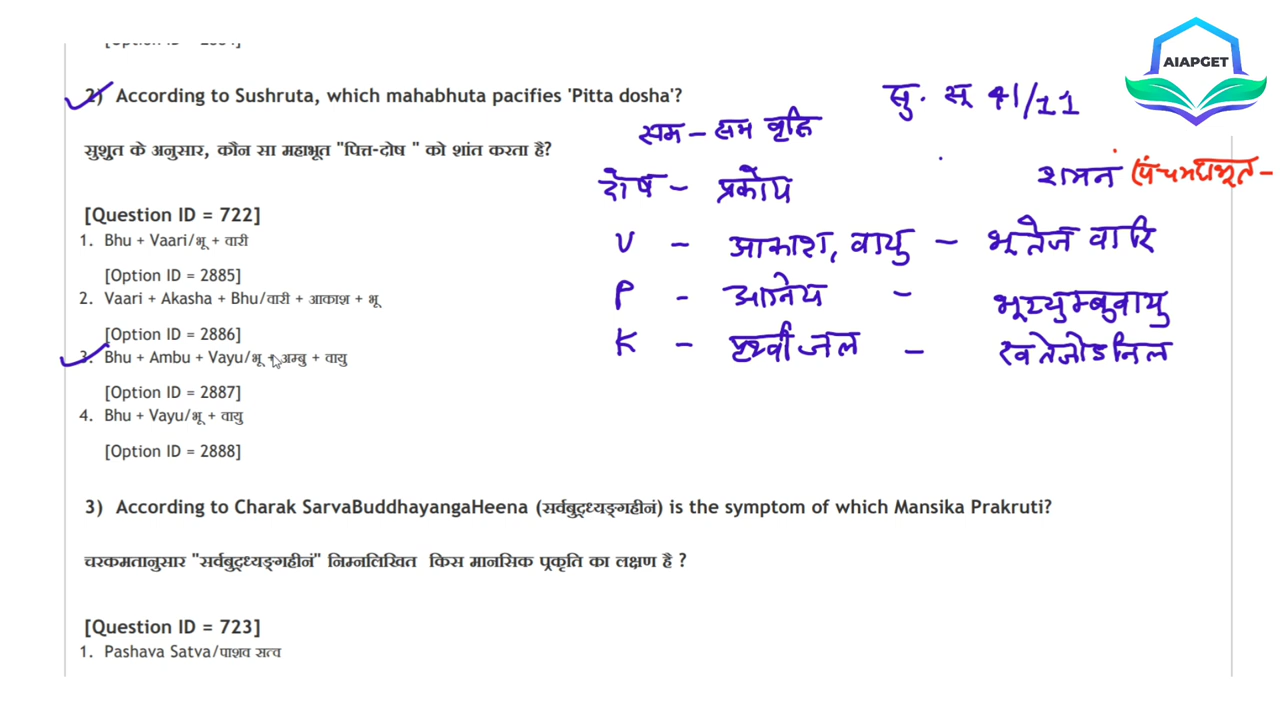 AIAPGET
2) According to Sushruta, which mahabhuta pacifies 'Pitta dosha'?
सु. सू 41/11
सम – सम वृद्धि
सुश्रुत के अनुसार, कौन सा महाभूत "पित्त-दोष " को शांत करता है?
दोष – प्रकोप शमन (पंचमहाभूत-
[Question ID = 722]
1. Bhu + Vaari/भू + वारी
V – आकाश, वायु – भू तेज वारि
[Option ID = 2885]
2. Vaari + Akasha + Bhu/वारी + आकाश + भू
P - आग्नेय – भूम्यम्बुवायु
[Option ID = 2886]
3. Bhu + Ambu + Vayu/भू + अम्बु + वायु
K – पृथ्वी जल – खतेजोऽनिल
[Option ID = 2887]
4. Bhu + Vayu/भू + वायु
[Option ID = 2888]
3) According to Charak SarvaBuddhayangaHeena (सर्वबुद्ध्यङ्गहीनं) is the symptom of which Mansika Prakruti?
चरकमतानुसार "सर्वबुद्ध्यङ्गहीनं" निम्नलिखित किस मानसिक प्रकृति का लक्षण है ?
[Question ID = 723]
1. Pashava Satva/पाशव सत्व